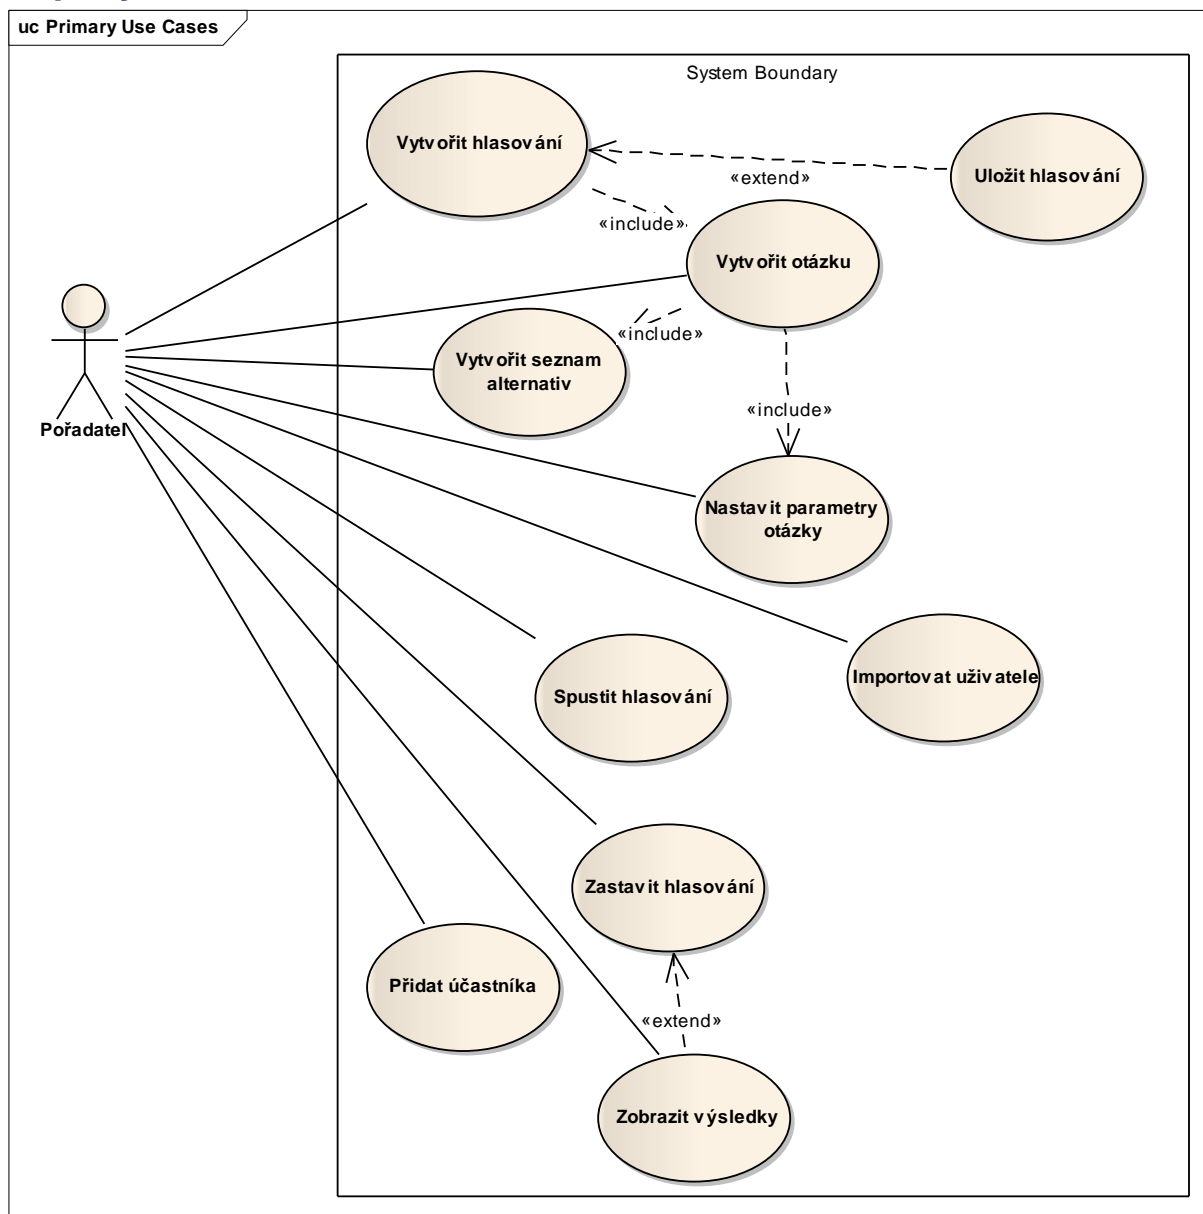 uc Primary Use Cases
System Boundary
Vytvořit hlasování
Uložit hlasování
«extend»
«include»
Vytvořit otázku
«include»
Vytvořit seznam
alternativ
«include»
Pořadatel
Nastavit parametry
otázky
Importovat uživatele
Spustit hlasování
Zastavit hlasování
Přidat účastníka
«extend»
Zobrazit výsledky